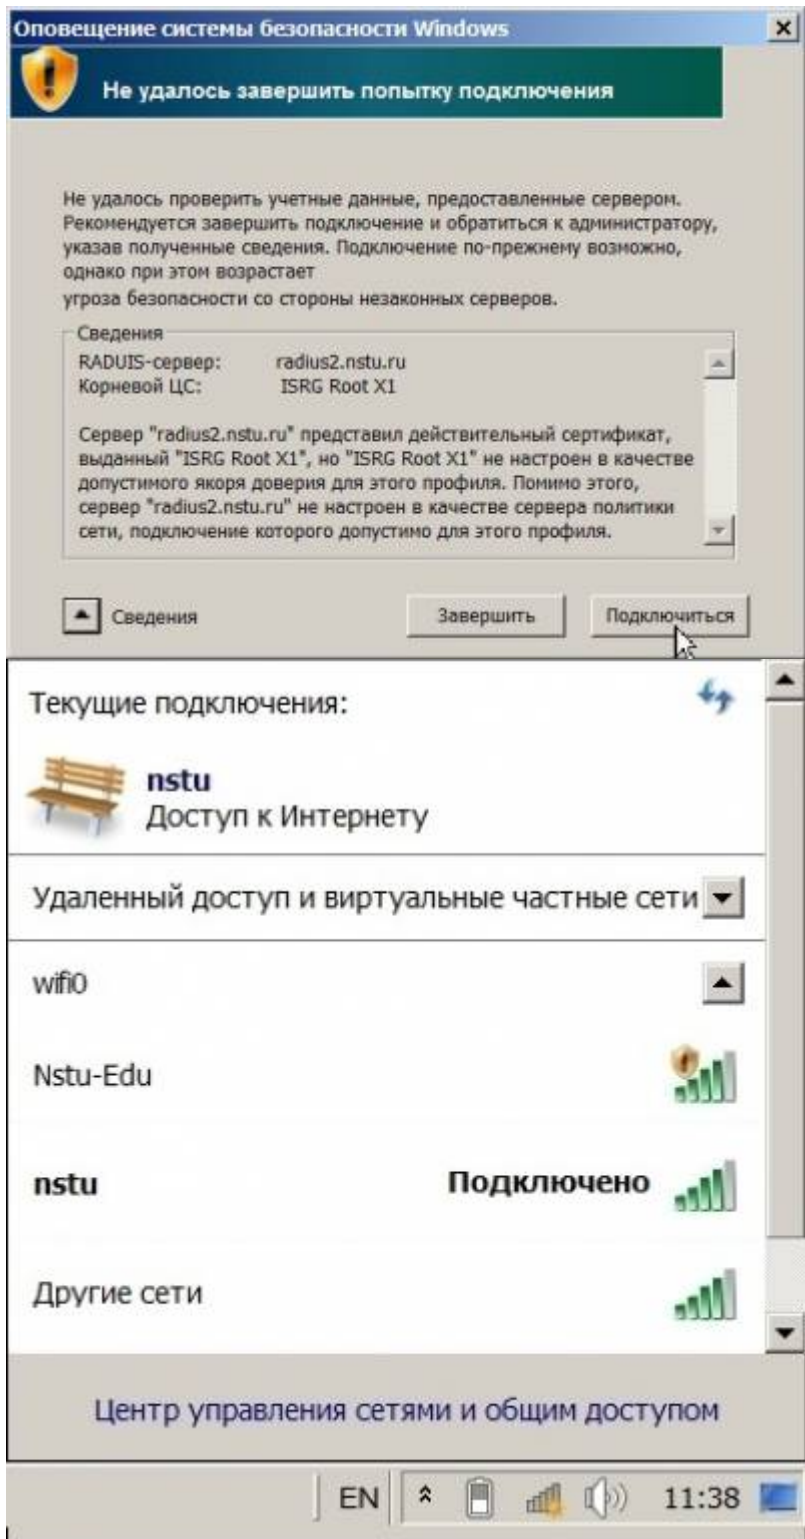 Оповещение системы безопасности Windows
Не удалось завершить попытку подключения
Не удалось проверить учетные данные, предоставленные сервером.
Рекомендуется завершить подключение и обратиться к администратору,
указав полученные сведения. Подключение по-прежнему возможно,
однако при этом возрастает
угроза безопасности со стороны незаконных серверов.
Сведения
RADUIS-сервер: radius2.nstu.ru
Корневой ЦС: ISRG Root X1
Сервер "radius2.nstu.ru" представил действительный сертификат,
выданный "ISRG Root X1", но "ISRG Root X1" не настроен в качестве
допустимого якоря доверия для этого профиля. Помимо этого,
сервер "radius2.nstu.ru" не настроен в качестве сервера политики
сети, подключение которого допустимо для этого профиля.
Сведения Завершить Подключиться
Текущие подключения:
nstu
Доступ к Интернету
Удаленный доступ и виртуальные частные сети
wifi0
Nstu-Edu
nstu Подключено
Другие сети
Центр управления сетями и общим доступом
EN 11:38